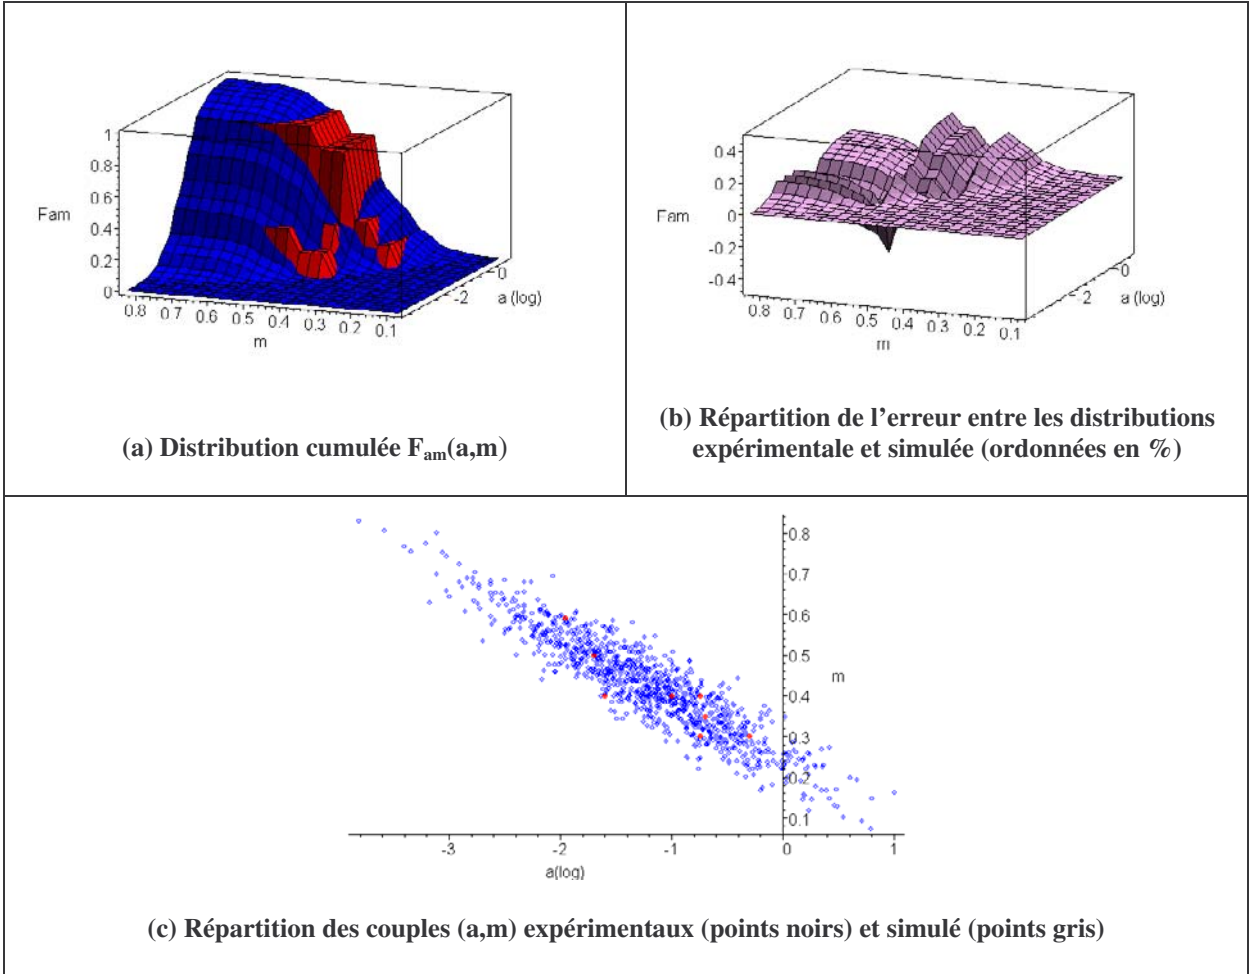 1
0.8
0.6
Fam
0.4
0.2
0
0.8 0.7 0.6 0.5 0.4 0.3 0.2 0.1
m
-2
0
a (log)
(a) Distribution cumulée Fam(a,m)
0.4
0.2
Fam
0
-0.2
-0.4
0.8 0.7 0.6 0.5 0.4 0.3 0.2 0.1
m
-2
0
a (log)
(b) Répartition de l’erreur entre les distributions
expérimentale et simulée (ordonnées en %)
0.8
0.7
0.6
0.5
m
0.4
0.3
0.2
0.1
-3 -2 -1 0 1
a(log)
(c) Répartition des couples (a,m) expérimentaux (points noirs) et simulé (points gris)